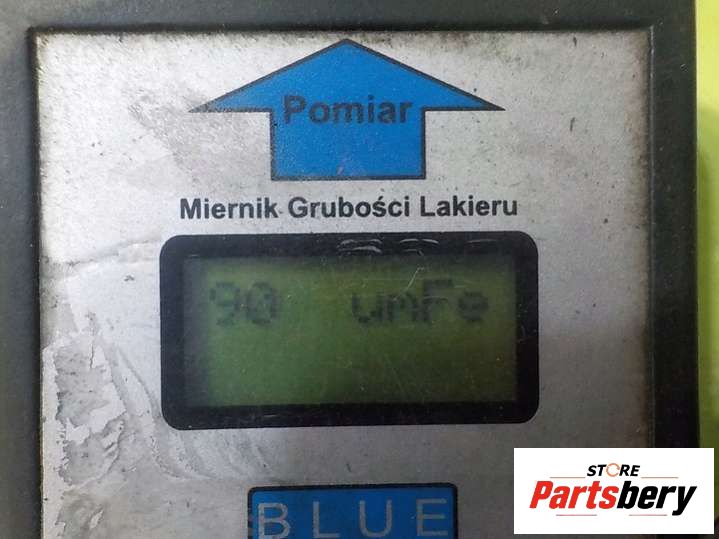 Pomiar
Miernik Grubości Lakieru
90 umFe
BLUE
STORE
Partsbery